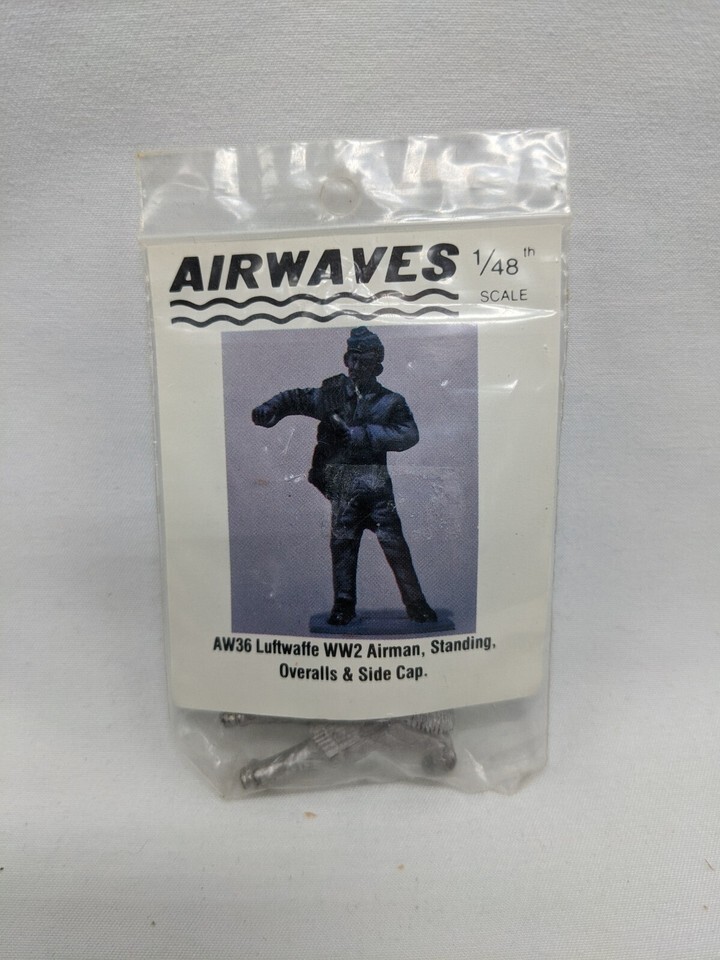 AIRWAVES 1/48th
SCALE
AW36 Luftwaffe WW2 Airman, Standing,
Overalls & Side Cap.